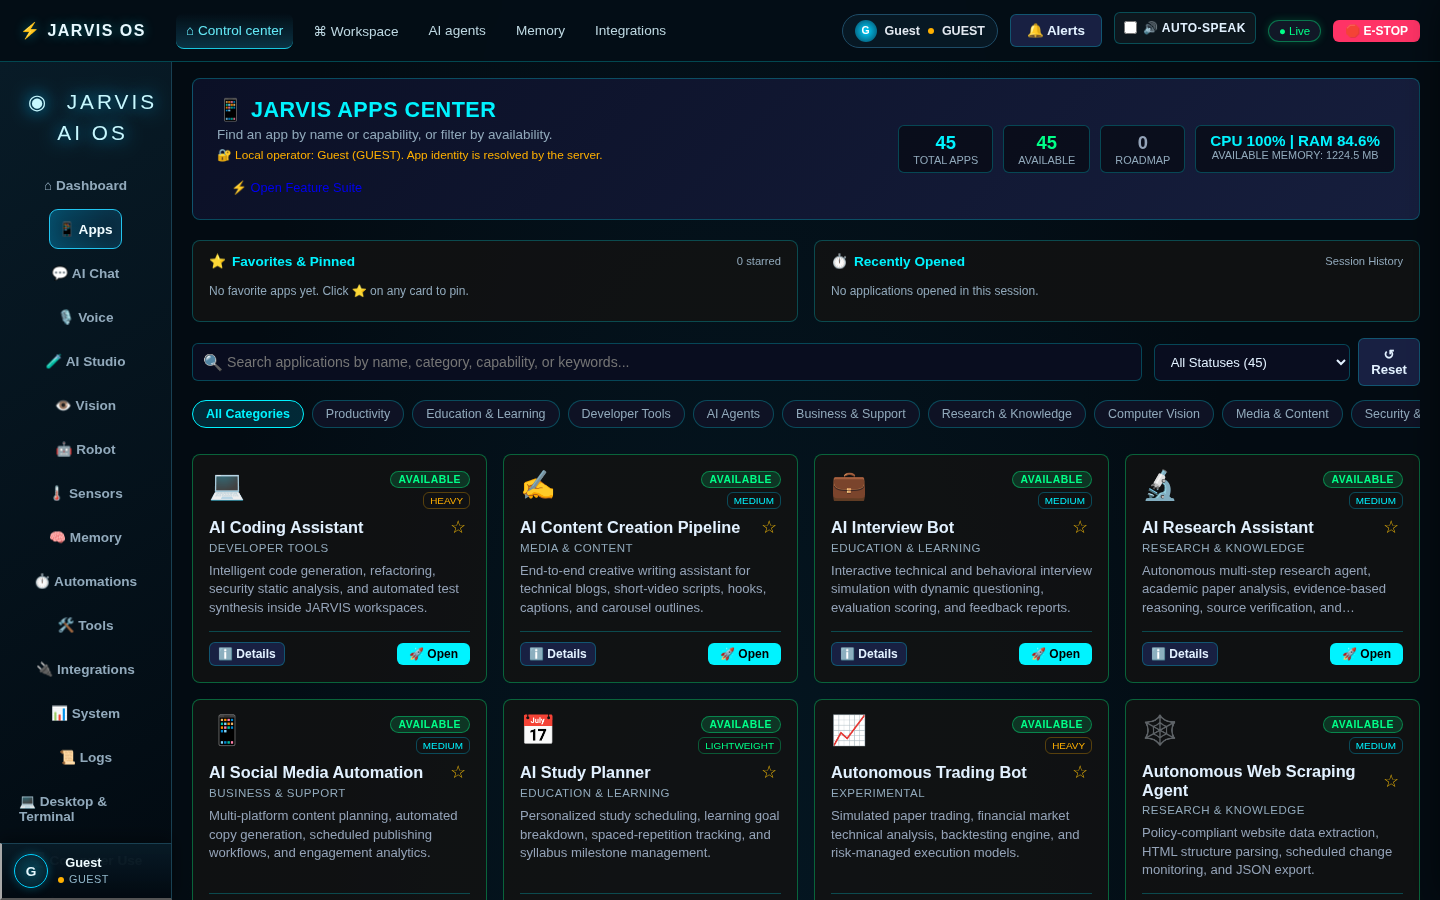 ⚡ JARVIS OS
⌂ Control center
⌘ Workspace
AI agents
Memory
Integrations
G Guest GUEST
🔔 Alerts
🔊 AUTO-SPEAK
● Live
🛑 E-STOP
◉ JARVIS
AI OS
⌂ Dashboard
📱 Apps
💬 AI Chat
🎙️ Voice
🧪 AI Studio
👁️ Vision
🤖 Robot
🌡️ Sensors
🧠 Memory
⏱️ Automations
🛠️ Tools
🔌 Integrations
📊 System
📜 Logs
💻 Desktop &
Terminal
G Guest
GUEST
📱 JARVIS APPS CENTER
Find an app by name or capability, or filter by availability.
🔐 Local operator: Guest (GUEST). App identity is resolved by the server.
⚡ Open Feature Suite
45
TOTAL APPS
45
AVAILABLE
0
ROADMAP
CPU 100% | RAM 84.6%
AVAILABLE MEMORY: 1224.5 MB
⭐ Favorites & Pinned
0 starred
No favorite apps yet. Click ⭐ on any card to pin.
⏱️ Recently Opened
Session History
No applications opened in this session.
🔍 Search applications by name, category, capability, or keywords...
All Statuses (45)
↺
Reset
All Categories
Productivity
Education & Learning
Developer Tools
AI Agents
Business & Support
Research & Knowledge
Computer Vision
Media & Content
Security &
AVAILABLE
HEAVY
AI Coding Assistant ☆
DEVELOPER TOOLS
Intelligent code generation, refactoring,
security static analysis, and automated test
synthesis inside JARVIS workspaces.
ℹ️ Details
🚀 Open
AVAILABLE
MEDIUM
AI Content Creation Pipeline ☆
MEDIA & CONTENT
End-to-end creative writing assistant for
technical blogs, short-video scripts, hooks,
captions, and carousel outlines.
ℹ️ Details
🚀 Open
AVAILABLE
MEDIUM
AI Interview Bot ☆
EDUCATION & LEARNING
Interactive technical and behavioral interview
simulation with dynamic questioning,
evaluation scoring, and feedback reports.
ℹ️ Details
🚀 Open
AVAILABLE
MEDIUM
AI Research Assistant ☆
RESEARCH & KNOWLEDGE
Autonomous multi-step research agent,
academic paper analysis, evidence-based
reasoning, source verification, and…
ℹ️ Details
🚀 Open
AVAILABLE
MEDIUM
AI Social Media Automation ☆
BUSINESS & SUPPORT
Multi-platform content planning, automated
copy generation, scheduled publishing
workflows, and engagement analytics.
July
AVAILABLE
LIGHTWEIGHT
AI Study Planner ☆
EDUCATION & LEARNING
Personalized study scheduling, learning goal
breakdown, spaced-repetition tracking, and
syllabus milestone management.
AVAILABLE
HEAVY
Autonomous Trading Bot ☆
EXPERIMENTAL
Simulated paper trading, financial market
technical analysis, backtesting engine, and
risk-managed execution models.
AVAILABLE
MEDIUM
Autonomous Web Scraping
Agent ☆
RESEARCH & KNOWLEDGE
Policy-compliant website data extraction,
HTML structure parsing, scheduled change
monitoring, and JSON export.